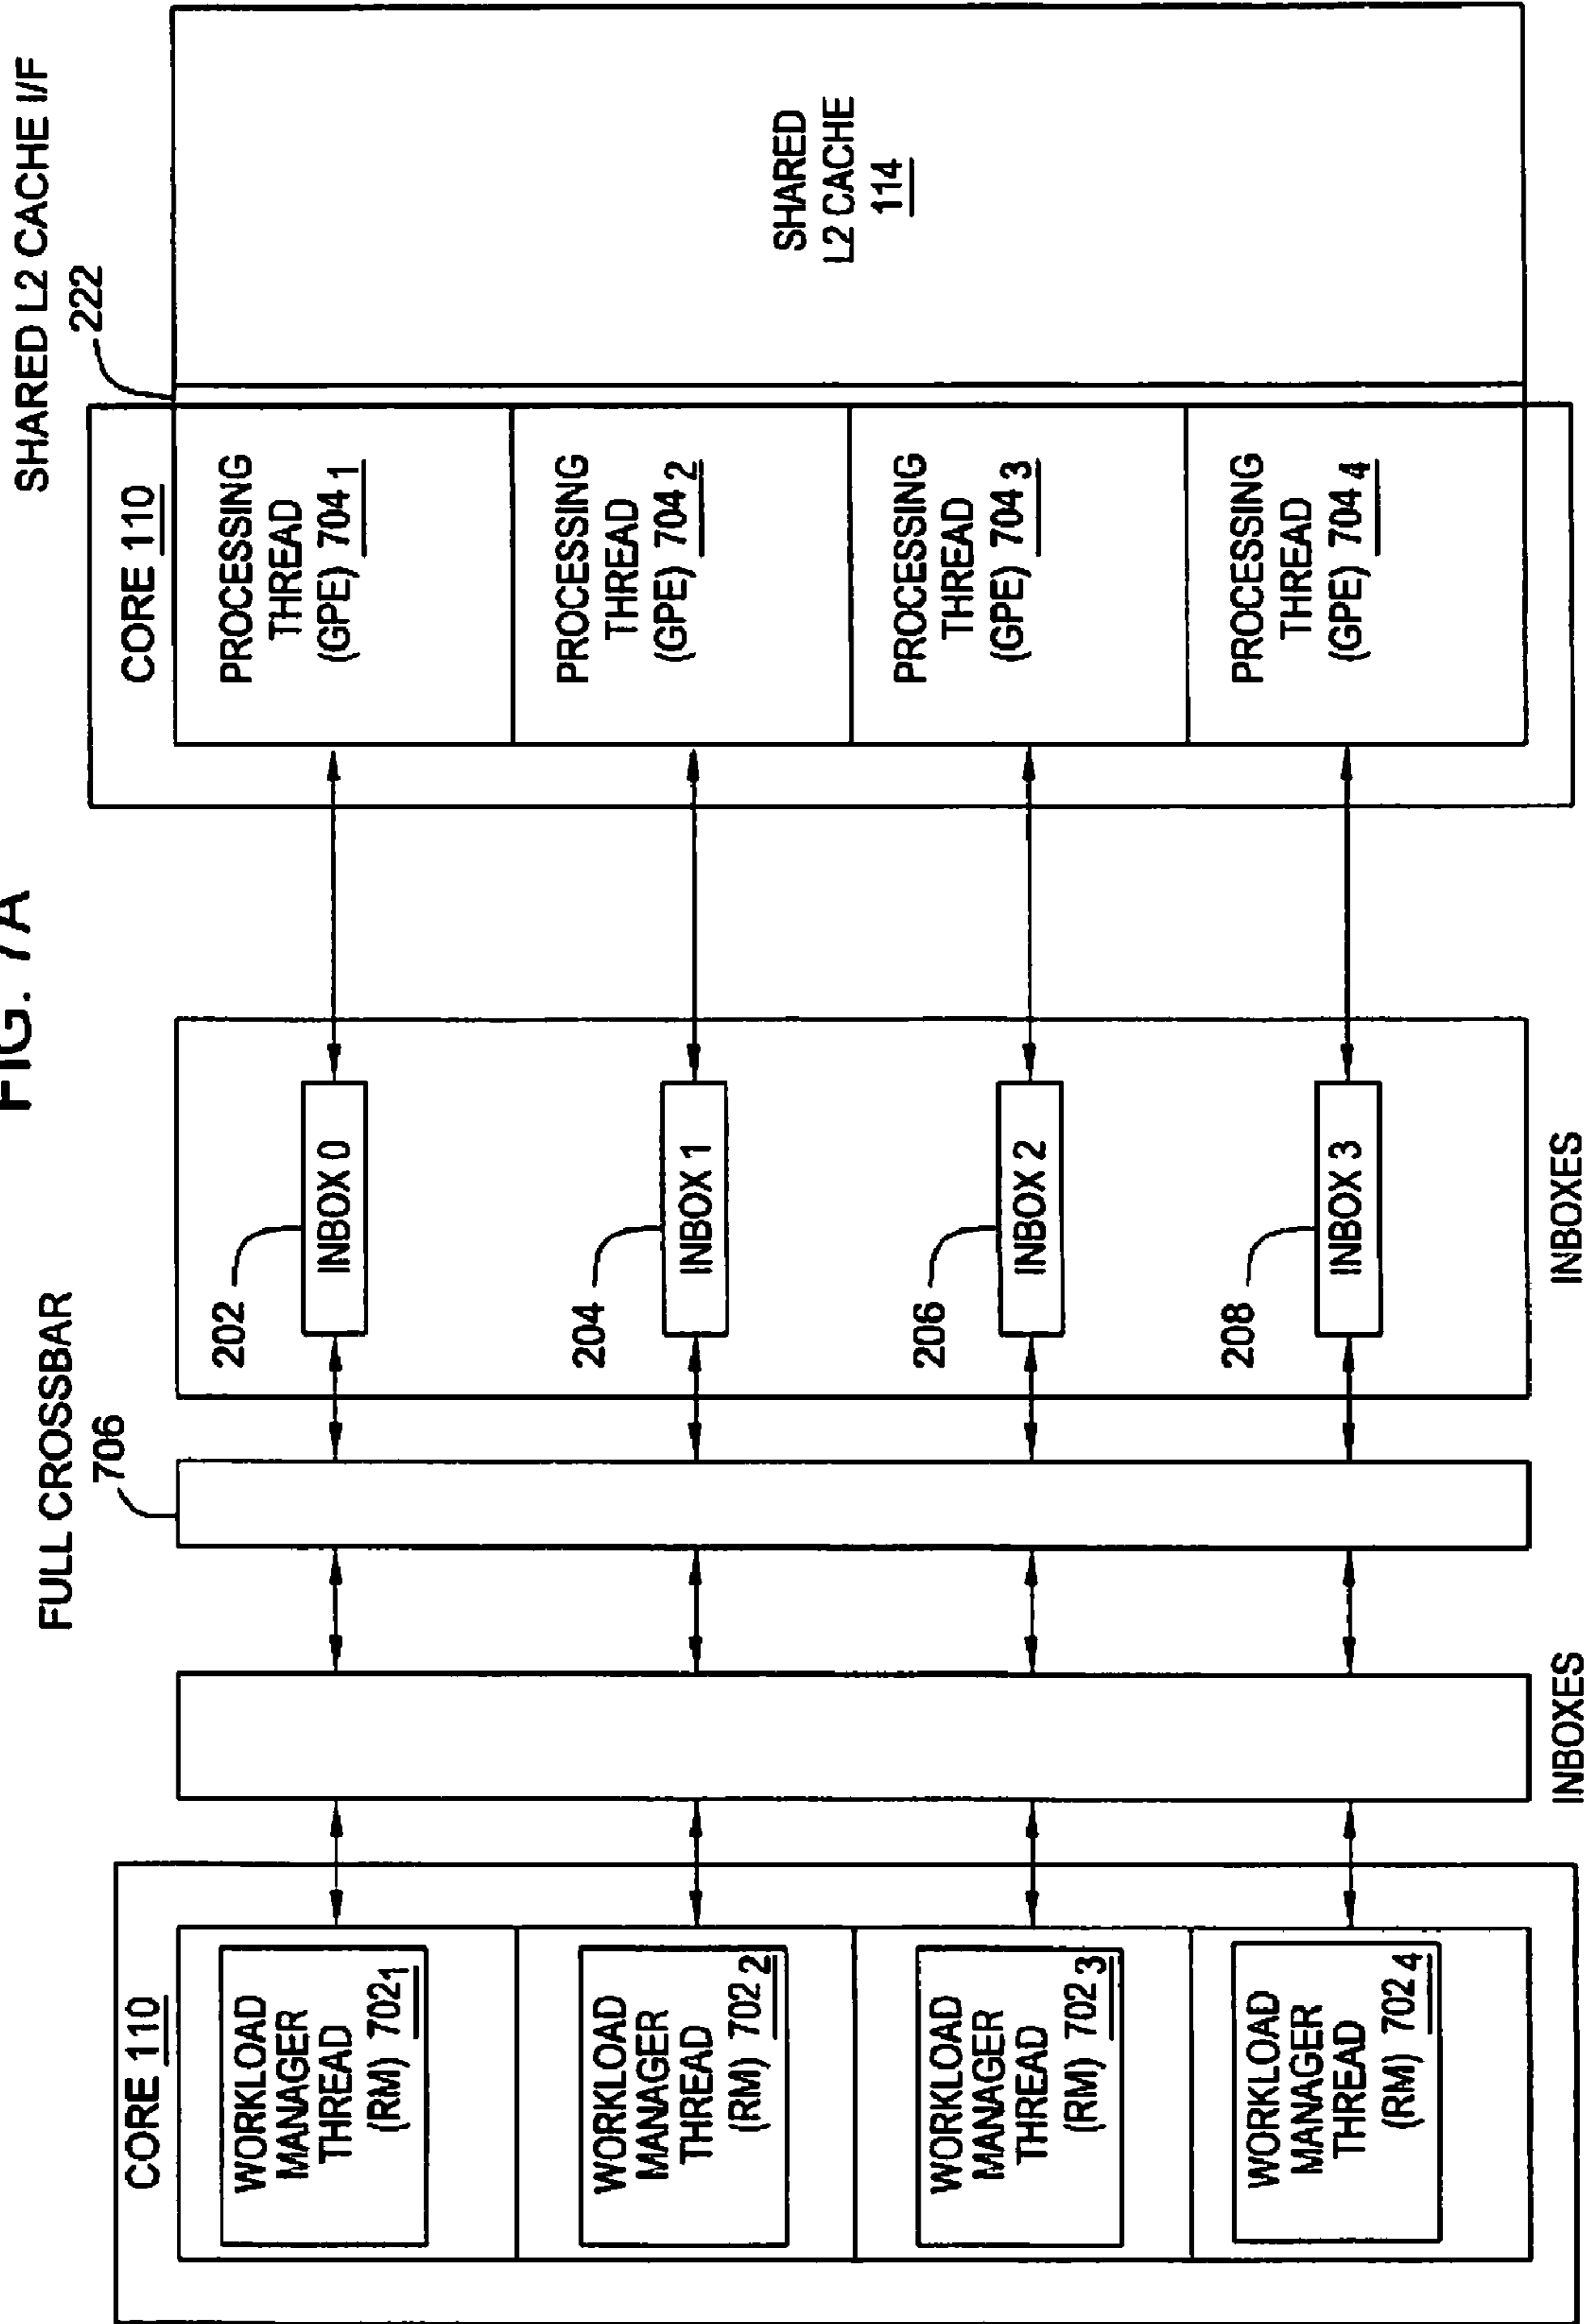 FIG. 7A
CORE 110
WORKLOAD
MANAGER
THREAD
(RM) 702 1
WORKLOAD
MANAGER
THREAD
(RM) 702 2
WORKLOAD
MANAGER
THREAD
(RM) 702 3
WORKLOAD
MANAGER
THREAD
(RM) 702 4
INBOXES
FULL CROSSBAR
706
202
INBOX 0
204
INBOX 1
206
INBOX 2
208
INBOX 3
INBOXES
CORE 110
PROCESSING
THREAD
(GPE) 704 1
PROCESSING
THREAD
(GPE) 704 2
PROCESSING
THREAD
(GPE) 704 3
PROCESSING
THREAD
(GPE) 704 4
SHARED L2 CACHE I/F
222
SHARED
L2 CACHE
114